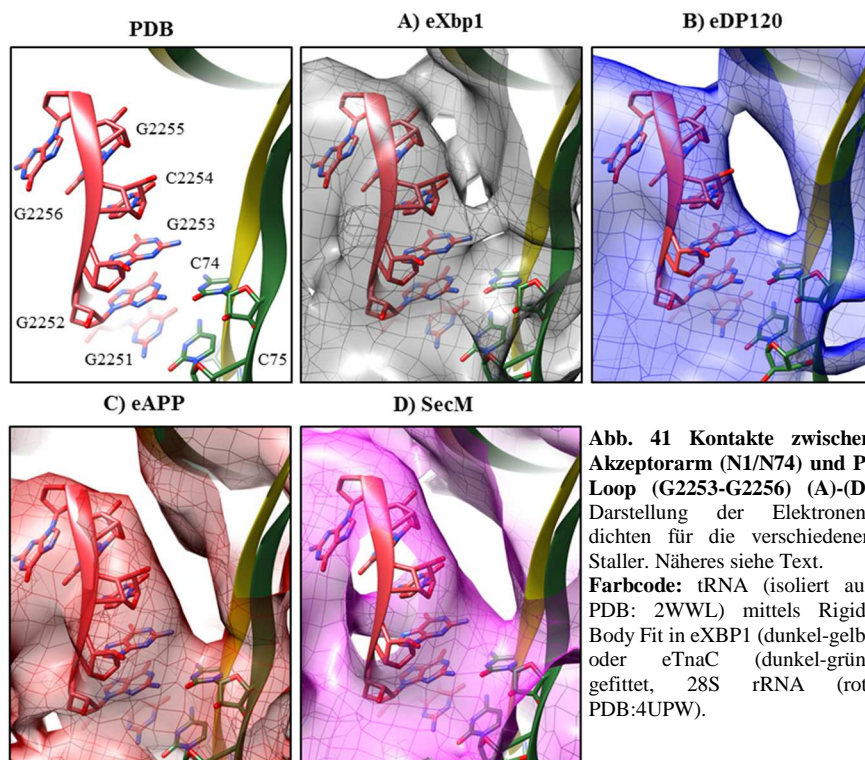 PDB
A) eXbp1
B) eDP120
G2255
C2254
G2256
G2253
C74
G2252
G2251
C75
C) eAPP
D) SecM
Abb. 41 Kontakte zwischen
Akzeptorarm (N1/N74) und P
Loop (G2253-G2256) (A)-(D
Darstellung der Elektronen
dichten für die verschiedenen
Staller. Näheres siehe Text.
Farbcode: tRNA (isoliert au
PDB: 2WWL) mittels Rigid
Body Fit in eXBP1 (dunkel-gelb
oder eTnaC (dunkel-grün
gefittet, 28S rRNA (rot
PDB:4UPW).